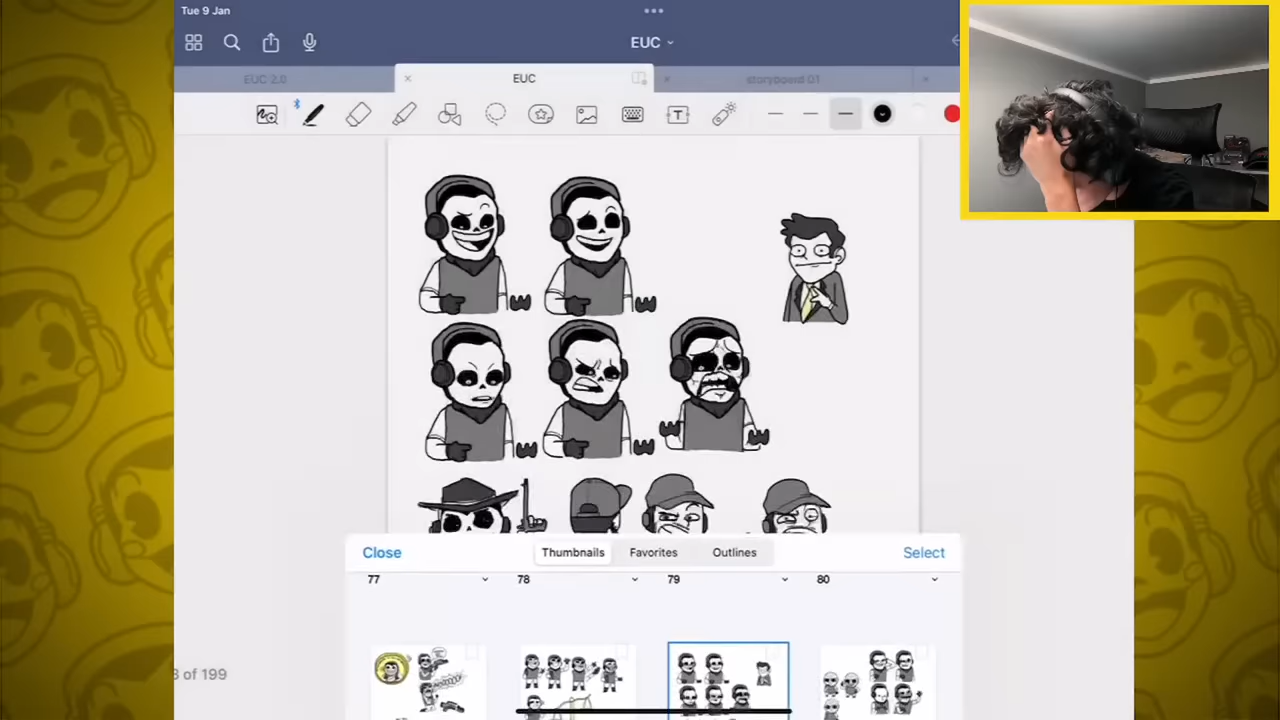 Tue 9 Jan
EUC
EUC 2.0
EUC
storyboard 01
T
Close
Thumbnails
Favorites
Outlines
Select
77
78
79
80
of 199